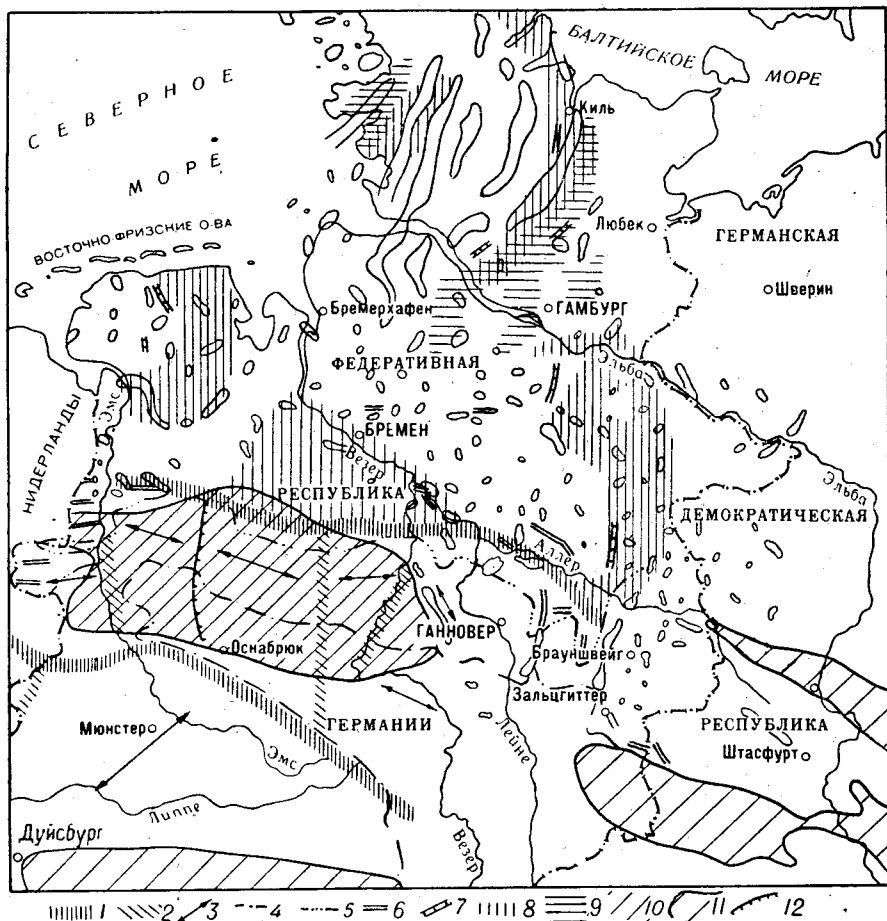 БАЛТИЙСКОЕ
МОРЕ
СЕВЕРНОЕ
МОРЕ
Киль
ВОСТОЧНО-ФРИЗСНИЕ О-ВА
Любек
ГЕРМАНСКАЯ
Шверин
Бремерхафен
ГАМБУРГ
ФЕДЕРАТИВНАЯ
Эльба
Эмс
НИДЕРЛАНДЫ
БРЕМЕН
Везер
Эльба
РЕСПУБЛИКА
ДЕМОКРАТИЧЕСКАЯ
Аллер
ГАННОВЕР
Оснабрюк
Брауншвейг
Зальцгиттер
ГЕРМАНИИ
РЕСПУБЛИКА
Мюнстер
Лейне
Штасфурт
Эмс
Липпе
Дуйсбург
Везер
1 2 3 4 5 6 7 8 9 10 11 12